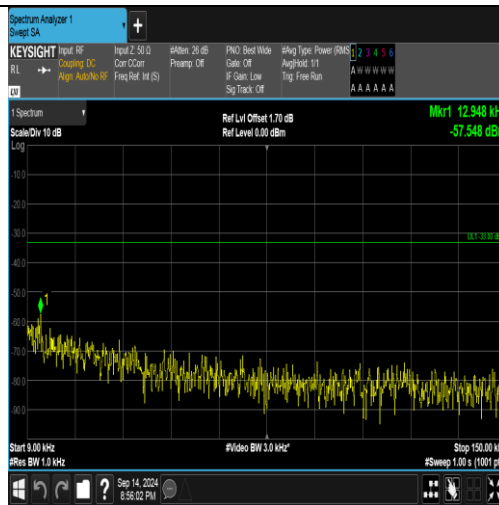 Spectrum Analyzer 1
Swept SA
+
KEYSIGHT Input: RF Input Z: 50 Ω #Atten: 26 dB PNO: Best Wide #Avg Type: Power (RMS 1 2 3 4 5 6
RL Coupling: DC Corr CCorr Preamp: Off Gate: Off Avg|Hold: 1/1 A W W W W W
Align: Auto/No RF Freq Ref: Int (S) IF Gain: Low Trig: Free Run
Sig Track: Off A A A A A A
LXI
1 Spectrum Ref Lvl Offset 1.70 dB Mkr1 12.948 kH
Scale/Div 10 dB Ref Level 0.00 dBm -57.548 dB
Log
-10.0
-20.0
-30.0
DL1 -33.00 dB
-40.0
-50.0
1
-60.0
-70.0
-80.0
-90.0
Start 9.00 kHz #Video BW 3.0 kHz* Stop 150.00 k
#Res BW 1.0 kHz #Sweep 1.00 s (1001 pt
? Sep 14, 2024
8:56:02 PM